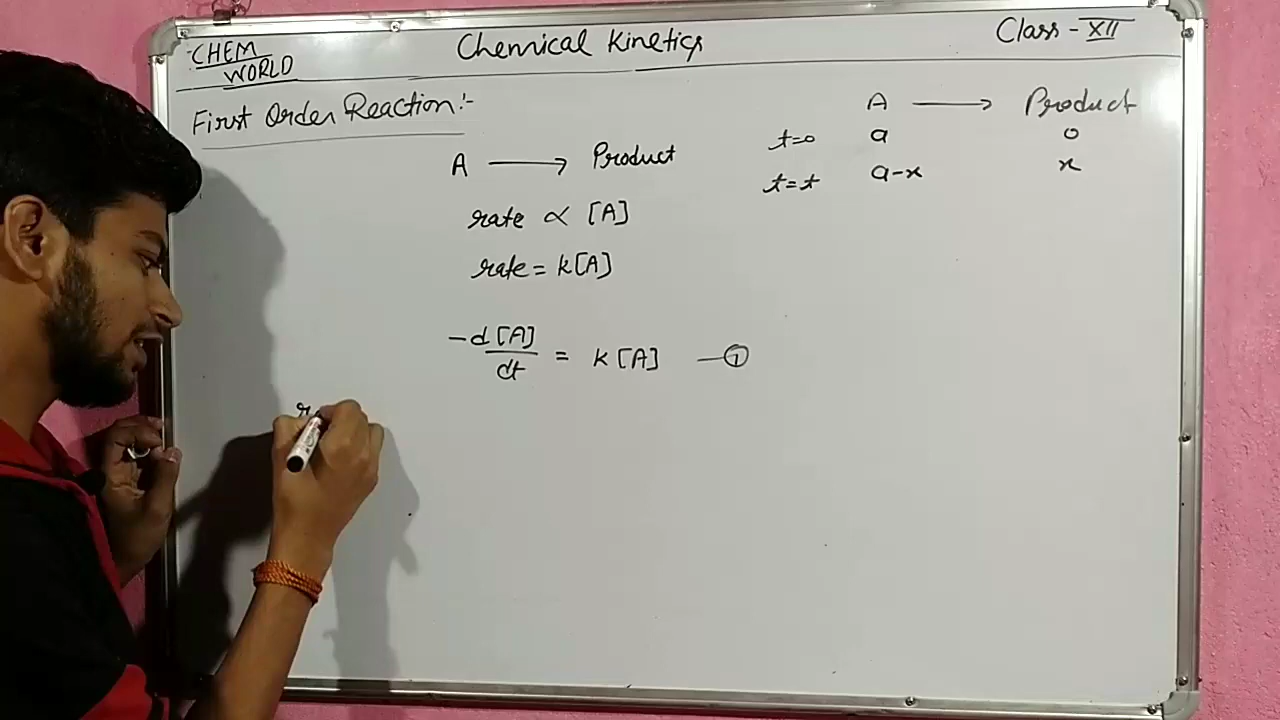 CHEM
WORLD
Chemical Kinetics
Class - XII
First Order Reaction:-
A ⟶ Product
rate ∝ [A]
rate = k[A]
-d[A]/dt = k[A] —①
A ⟶ Product
t=0 a 0
t=t a-x x